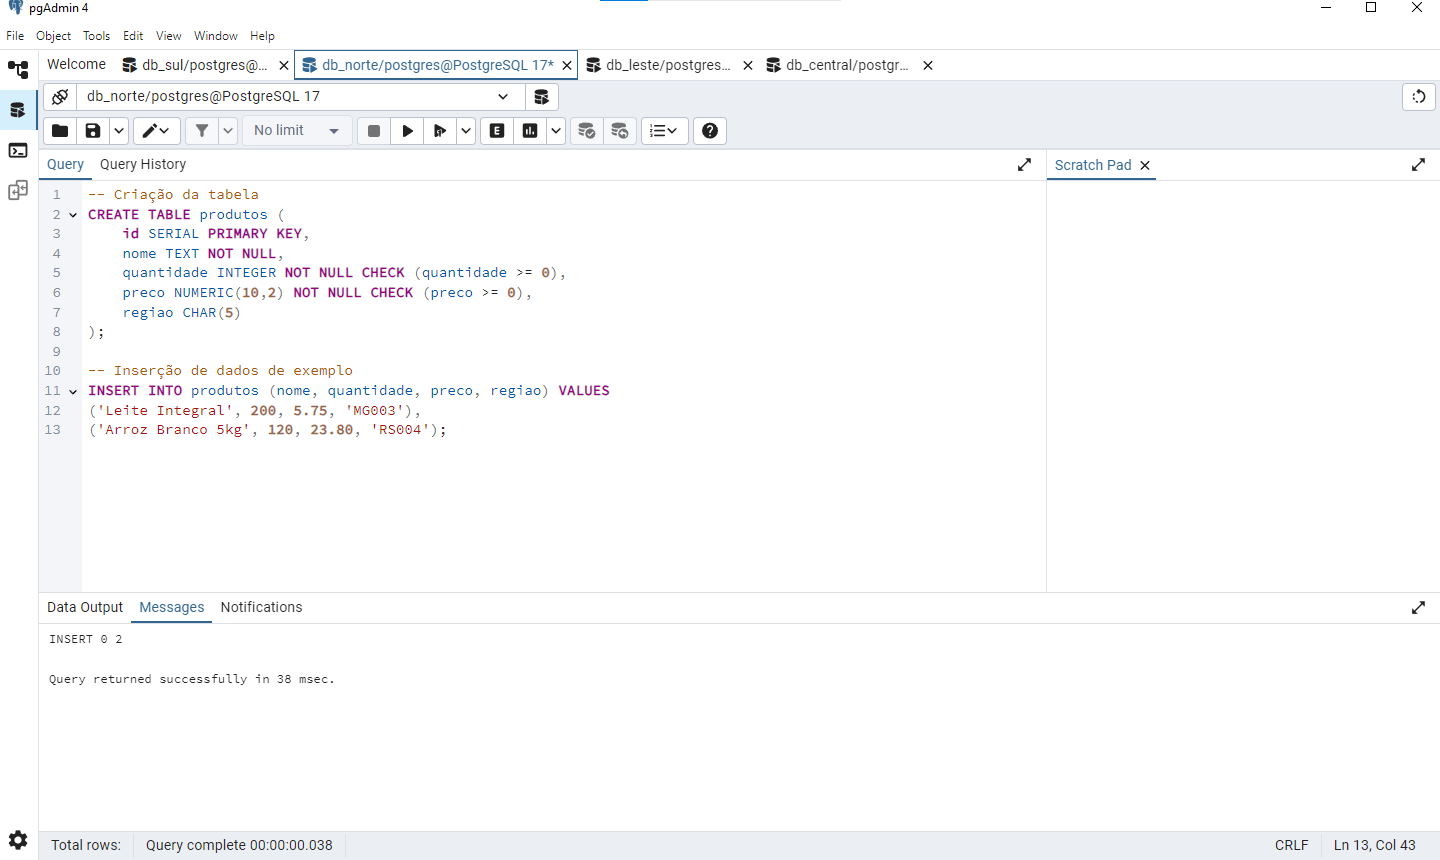 pgAdmin 4
File Object Tools Edit View Window Help
Welcome db_sul/postgres@... db_norte/postgres@PostgreSQL 17* db_leste/postgres... db_central/postgr...
db_norte/postgres@PostgreSQL 17
No limit E
Query Query History Scratch Pad
1 -- Criação da tabela
2 CREATE TABLE produtos (
3 id SERIAL PRIMARY KEY,
4 nome TEXT NOT NULL,
5 quantidade INTEGER NOT NULL CHECK (quantidade >= 0),
6 preco NUMERIC(10,2) NOT NULL CHECK (preco >= 0),
7 regiao CHAR(5)
8 );
9
10 -- Inserção de dados de exemplo
11 INSERT INTO produtos (nome, quantidade, preco, regiao) VALUES
12 ('Leite Integral', 200, 5.75, 'MG003'),
13 ('Arroz Branco 5kg', 120, 23.80, 'RS004');
Data Output Messages Notifications
INSERT 0 2
Query returned successfully in 38 msec.
Total rows: Query complete 00:00:00.038 CRLF Ln 13, Col 43